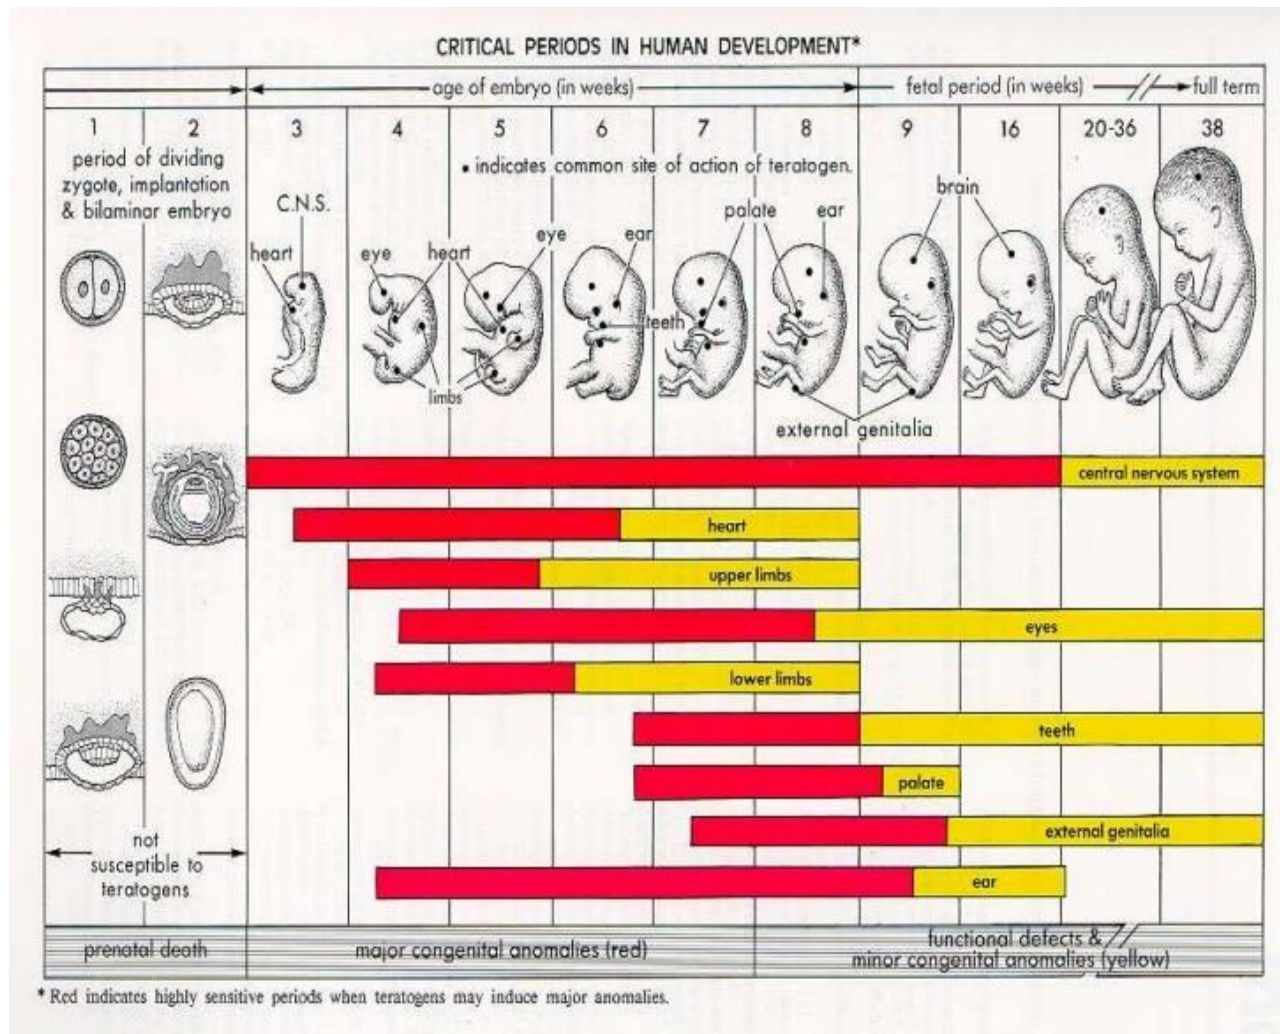 CRITICAL PERIODS IN HUMAN DEVELOPMENT*
age of embryo (in weeks)
fetal period (in weeks)
full term
1
2
3
4
5
6
7
8
9
16
20-36
38
period of dividing
zygote, implantation
& bilaminar embryo
• indicates common site of action of teratogen.
C.N.S.
heart
eye
heart
eye
ear
palate
ear
brain
teeth
limbs
external genitalia
central nervous system
heart
upper limbs
eyes
lower limbs
teeth
palate
external genitalia
ear
not
susceptible to
teratogens
prenatal death
major congenital anomalies (red)
functional defects &
minor congenital anomalies (yellow)
* Red indicates highly sensitive periods when teratogens may induce major anomalies.